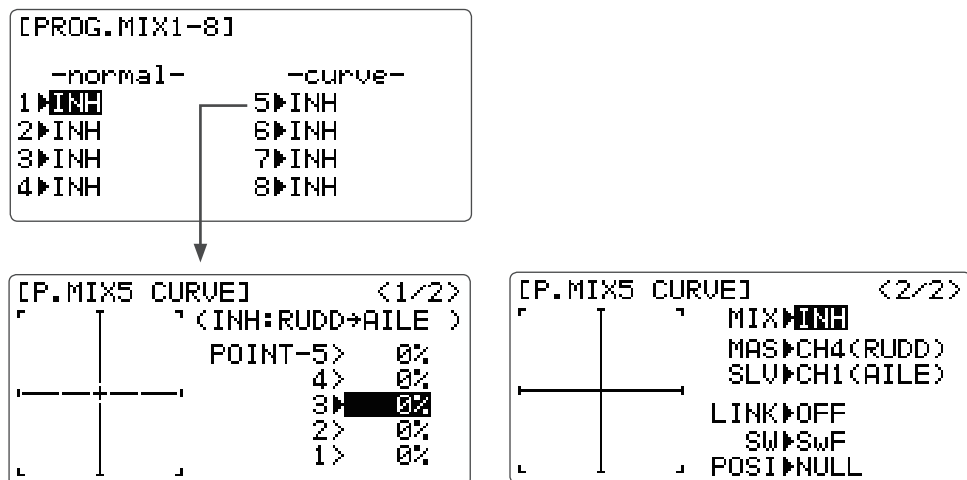 [PROG.MIX1-8]
-normal- -curve-
1▶INH 5▶INH
2▶INH 6▶INH
3▶INH 7▶INH
4▶INH 8▶INH
[P.MIX5 CURVE] <1/2>
(INH:RUDD→AILE )
POINT-5> 0%
4> 0%
3▶ 0%
2> 0%
1> 0%
[P.MIX5 CURVE] <2/2>
MIX▶INH
MAS▶CH4(RUDD)
SLV▶CH1(AILE)
LINK▶OFF
SW▶SwF
POSI▶NULL